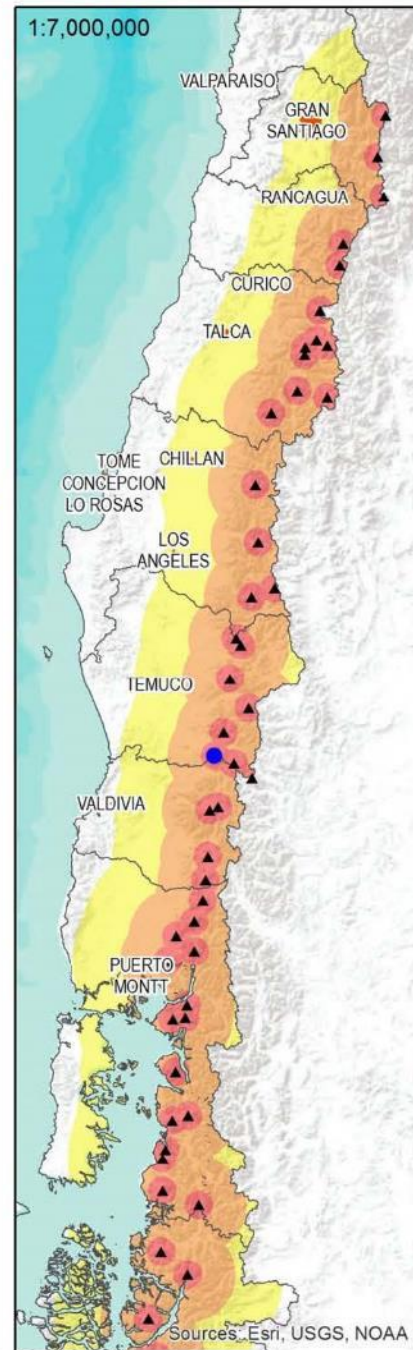 1:7,000,000
VALPARAISO
GRAN
SANTIAGO
RANCAGUA
CURICO
TALCA
CHILLAN
TOME
CONCEPCION
LO ROSAS
LOS
ANGELES
TEMUCO
VALDIVIA
PUERTO
MONTT
Sources: Esri, USGS, NOAA